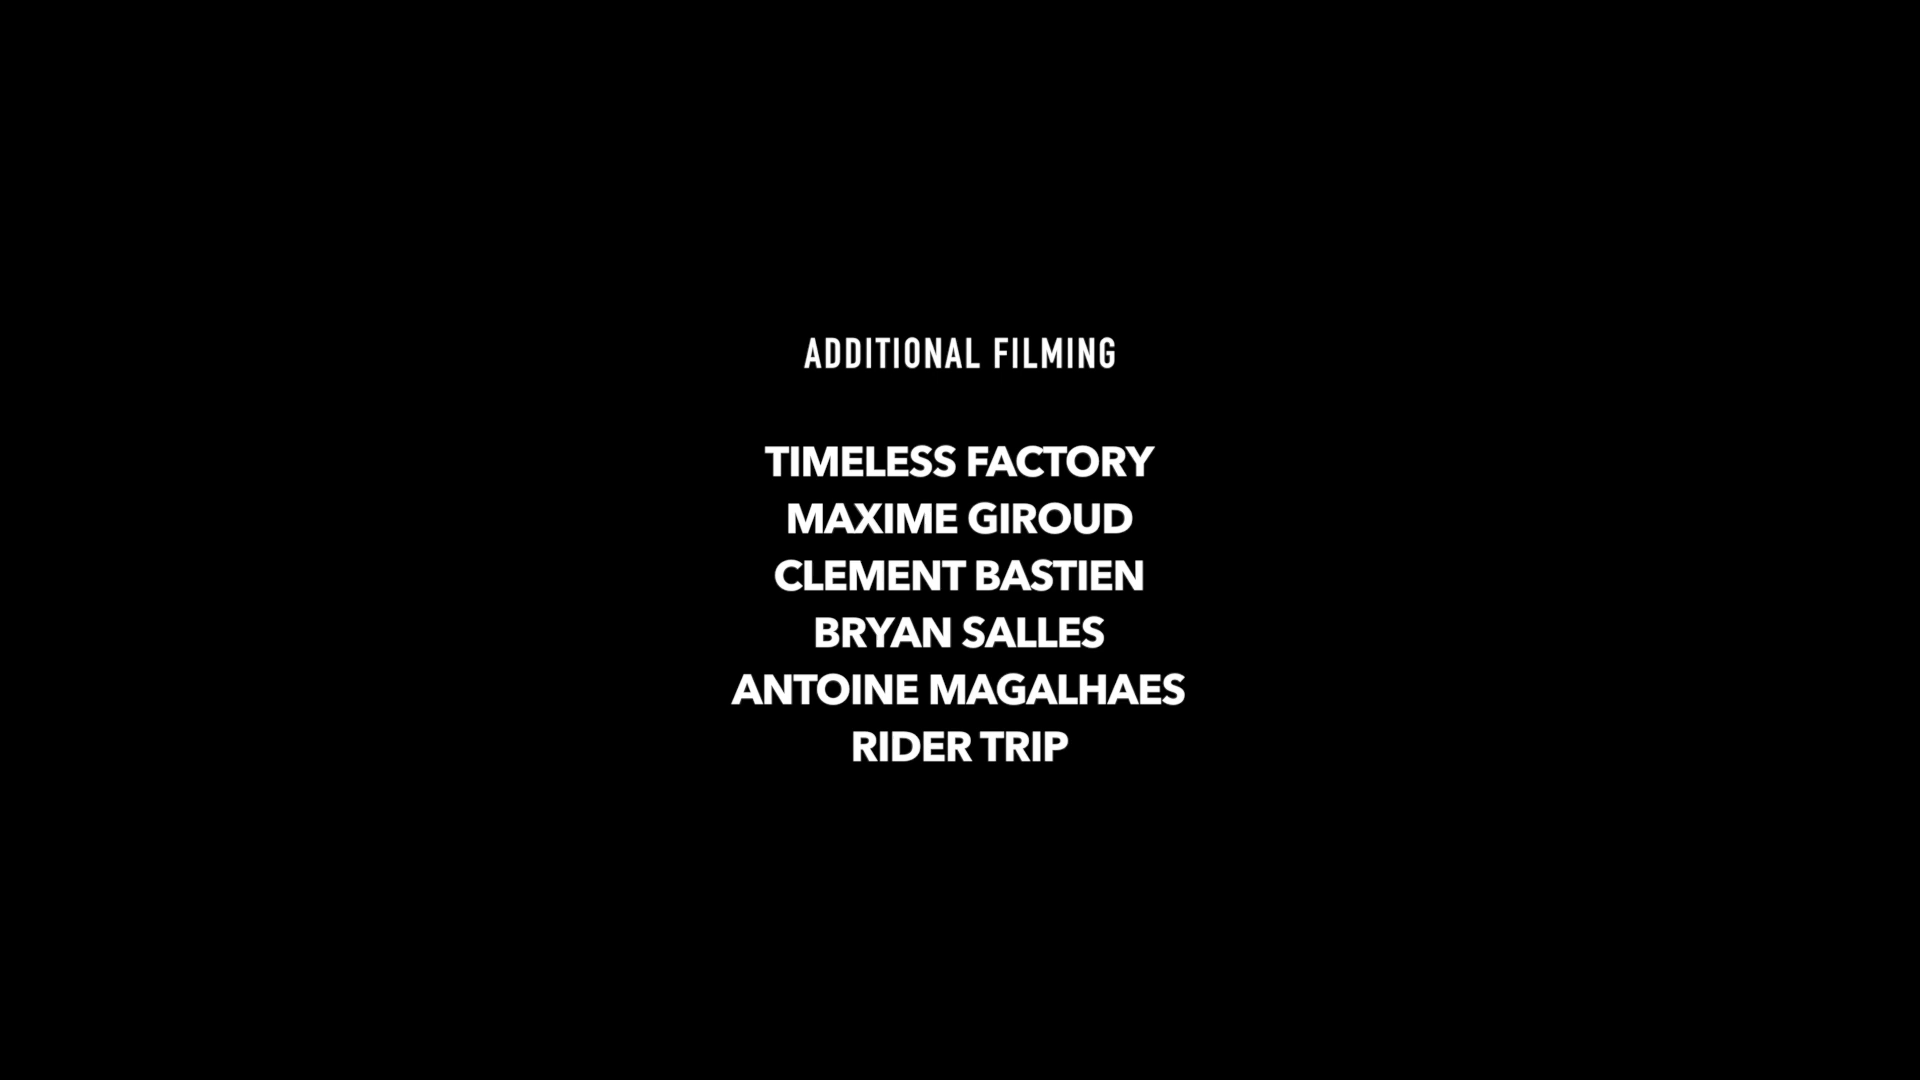 ADDITIONAL FILMING
TIMELESS FACTORY
MAXIME GIROUD
CLEMENT BASTIEN
BRYAN SALLES
ANTOINE MAGALHAES
RIDER TRIP